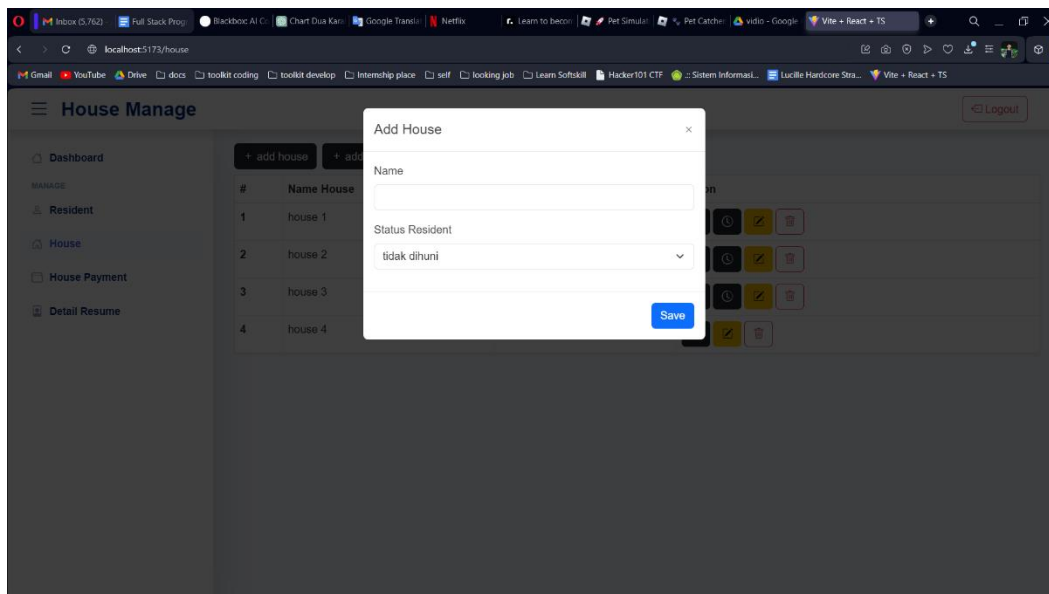 Inbox (5,762) Full Stack Prog Blackbox AI Co Chart Dua Kara Google Translat Netflix r. Learn to becon Pet Simulat Pet Catcher vidio - Google Vite + React + TS
localhost:5173/house
Gmail YouTube Drive docs toolkit coding toolkit develop Internship place self looking job Learn Softskill Hacker101 CTF .:: Sistem Informasi... Lucille Hardcore Stra... Vite + React + TS
House Manage
Logout
Dashboard
MANAGE
Resident
House
House Payment
Detail Resume
+ add house
+ add
# Name House
1 house 1
2 house 2
3 house 3
4 house 4
Add House
×
Name
Status Resident
tidak dihuni
Save